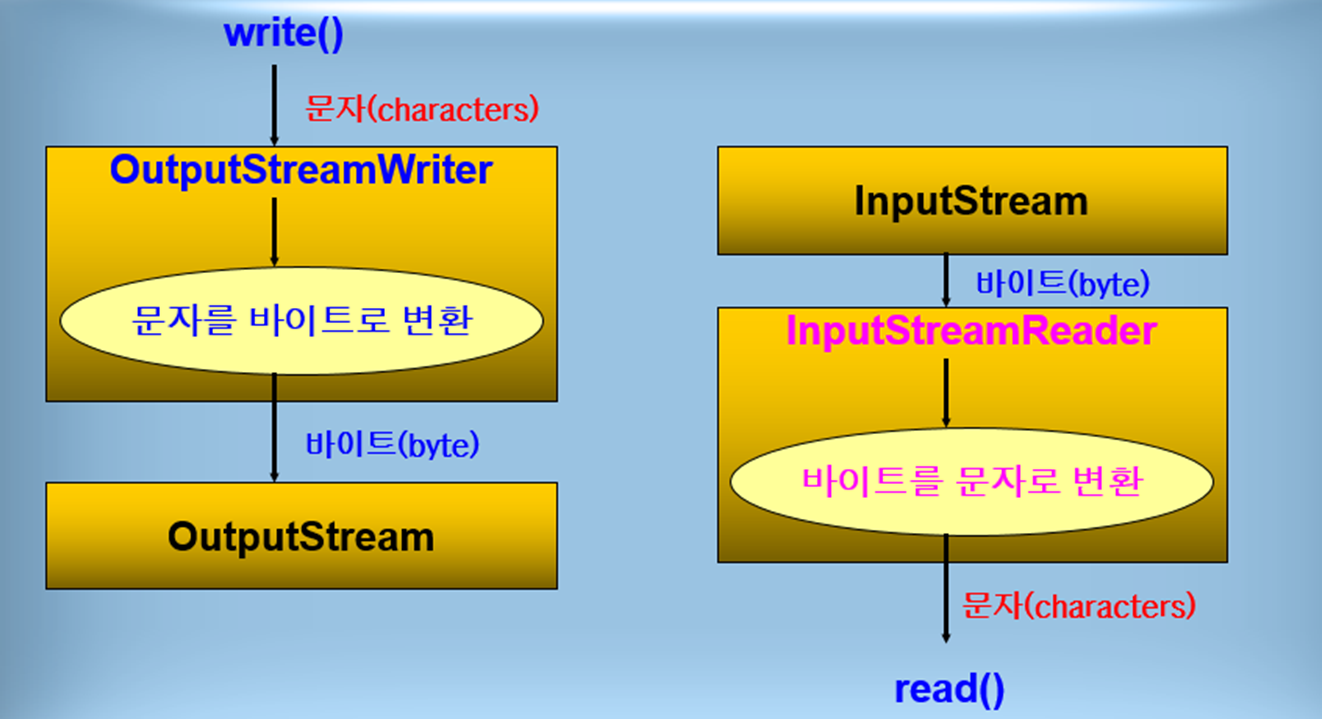 write()
문자(characters)
OutputStreamWriter
문자를 바이트로 변환
바이트(byte)
OutputStream
InputStream
바이트(byte)
InputStreamReader
바이트를 문자로 변환
문자(characters)
read()